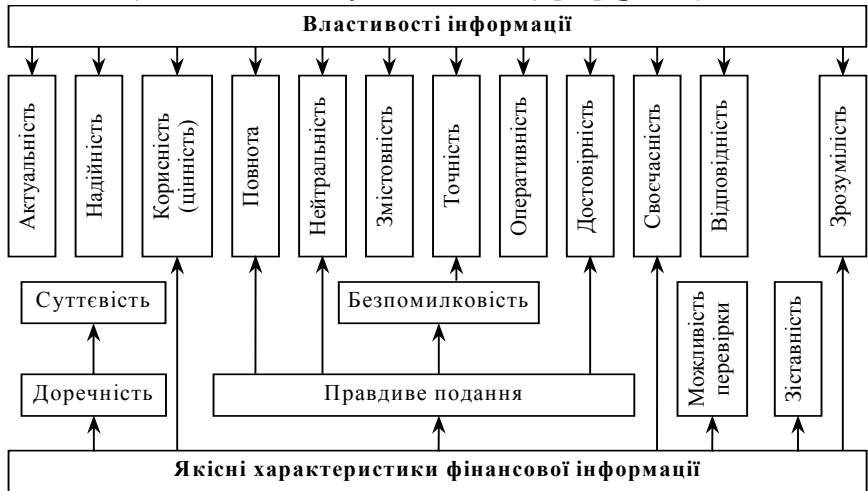 Властивості інформації
Актуальність
Надійність
Корисність
(цінність)
Повнота
Нейтральність
Змістовність
Точність
Оперативність
Достовірність
Своєчасність
Відповідність
Зрозумілість
Суттєвість
Безпомилковість
Можливість
перевірки
Зіставність
Доречність
Правдиве подання
Якісні характеристики фінансової інформації